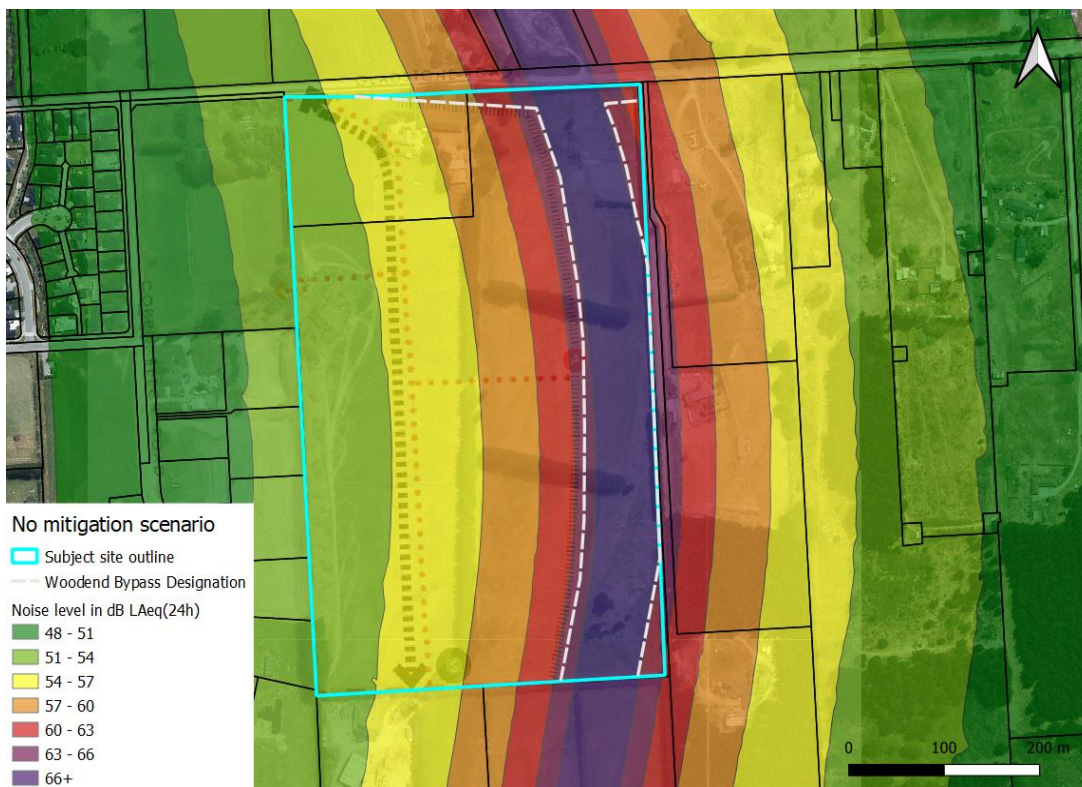 No mitigation scenario
Subject site outline
Woodend Bypass Designation
Noise level in dB LAeq(24h)
48 - 51
51 - 54
54 - 57
57 - 60
60 - 63
63 - 66
66+
0 100 200 m